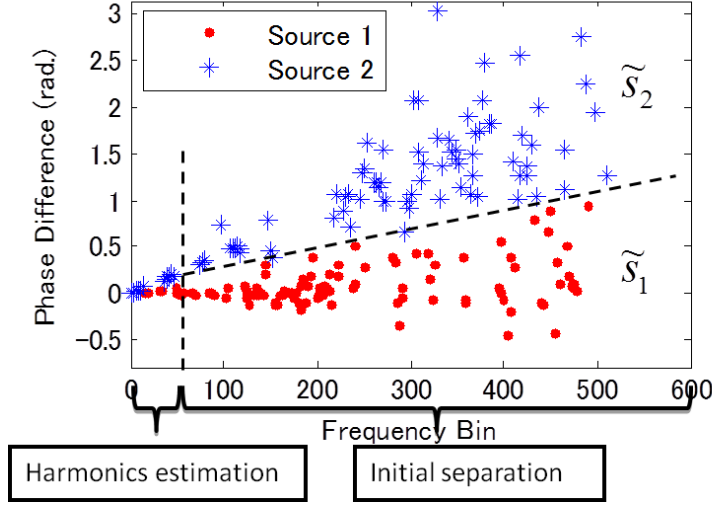 3
2.5
2
1.5
1
0.5
0
-0.5
Phase Difference (rad.)
Source 1
Source 2
s̃₂
s̃₁
0 100 200 300 400 500 600
Frequency Bin
Harmonics estimation
Initial separation